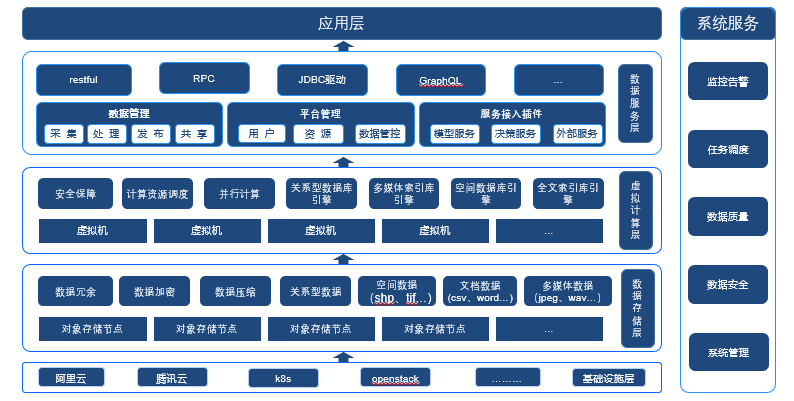 应用层
系统服务
restful
RPC
JDBC驱动
GraphQL
...
数据服务层
数据管理
采 集
处 理
发 布
共 享
平台管理
用 户
资 源
数据管控
服务接入插件
模型服务
决策服务
外部服务
安全保障
计算资源调度
并行计算
关系型数据库
引擎
多媒体索引库
引擎
空间数据库引
擎
全文索引库引
擎
虚拟计算层
虚拟机
虚拟机
虚拟机
虚拟机
...
数据冗余
数据加密
数据压缩
关系型数据
空间数据
(shp、tif...)
文档数据
(csv、word...)
多媒体数据
(jpeg、wav...)
数据存储层
对象存储节点
对象存储节点
对象存储节点
对象存储节点
...
阿里云
腾讯云
k8s
openstack
………
基础设施层
监控告警
任务调度
数据质量
数据安全
系统管理